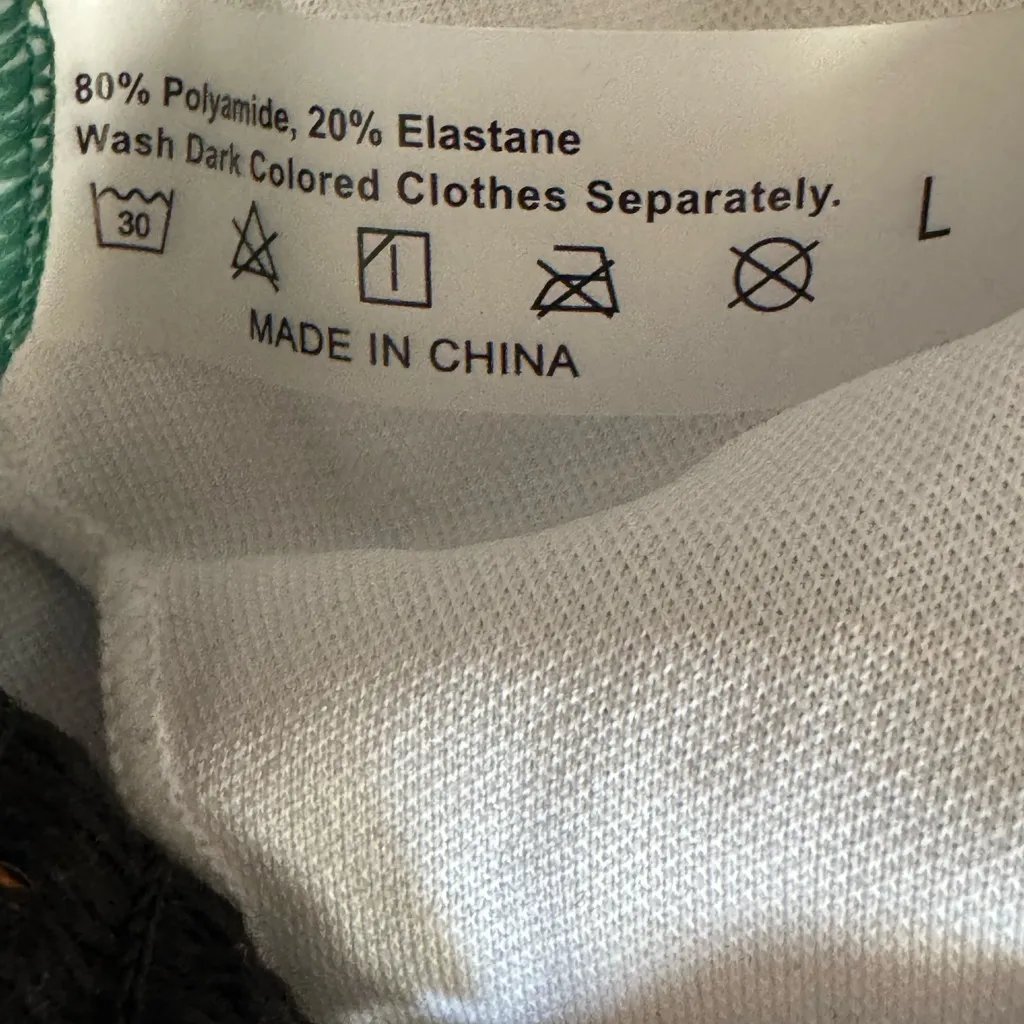 80% Polyamide, 20% Elastane
Wash Dark Colored Clothes Separately.
L
30
MADE IN CHINA